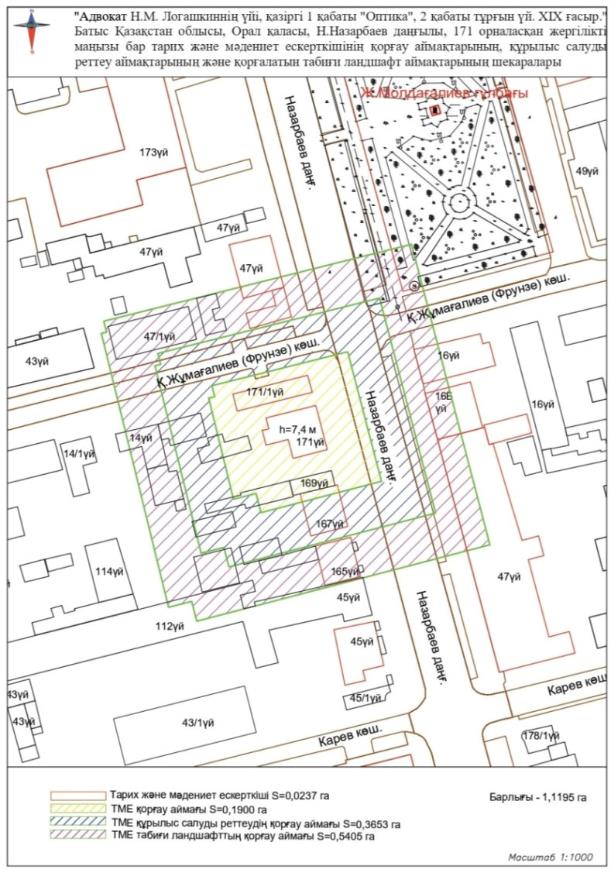 "Адвокат Н.М. Логашкиннің үйі, қазіргі 1 қабаты "Оптика", 2 қабаты тұрғын үй. XIX ғасыр."
Батыс Қазақстан облысы, Орал қаласы, Н.Назарбаев даңғылы, 171 орналасқан жергілікті
маңызы бар тарих және мәдениет ескерткішінің қорғау аймақтарының, құрылыс салуды
реттеу аймақтарының және қорғалатын табиғи ландшафт аймақтарының шекаралары
Ж.Молдағалиев гүлбағы
Назарбаев даңғ.
173үй
49үй
47үй
47үй
47үй
Қ.Жұмағалиев (Фрунзе) көш.
47/1үй
43үй
Қ.Жұмағалиев (Фрунзе) көш.
16үй
171/1үй
16Б
үй
16үй
Назарбаев даңғ.
h=7,4 м
171үй
14үй
14/1үй
169үй
167үй
114үй
165үй
47үй
45үй
112үй
Назарбаев даңғ.
45үй
43үй
45/1үй
Карев көш.
43үй
43/1үй
Карев көш.
178/1үй
Тарих және мәдениет ескерткіші S=0,0237 га
Барлығы - 1,1195 га
ТМЕ қорғау аймағы S=0,1900 га
ТМЕ құрылыс салуды реттеудің қорғау аймағы S=0,3653 га
ТМЕ табиғи ландшафттың қорғау аймағы S=0,5405 га
Масштаб 1:1000